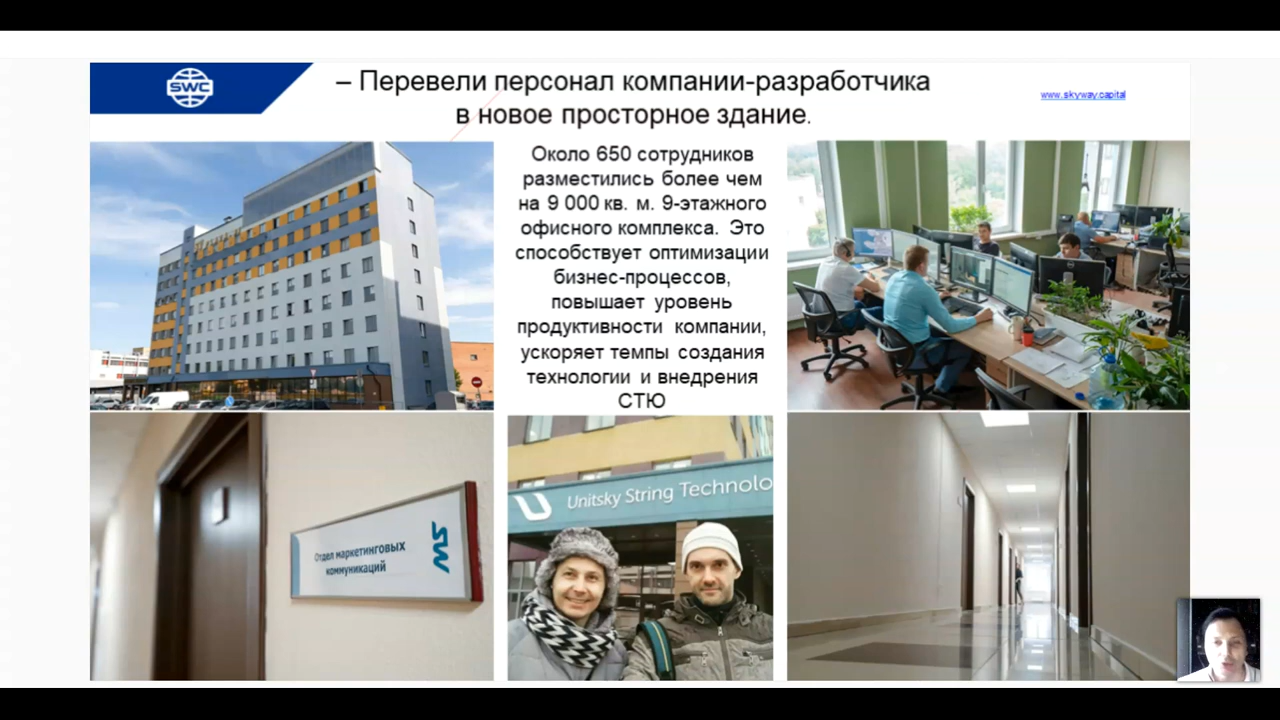 SWC
– Перевели персонал компании-разработчика
в новое просторное здание.
www.skyway.capital
Около 650 сотрудников
разместились более чем
на 9 000 кв. м. 9-этажного
офисного комплекса. Это
способствует оптимизации
бизнес-процессов,
повышает уровень
продуктивности компании,
ускоряет темпы создания
технологии и внедрения
СТЮ
Отдел маркетинговых
коммуникаций
SW
Unitsky String Technolo